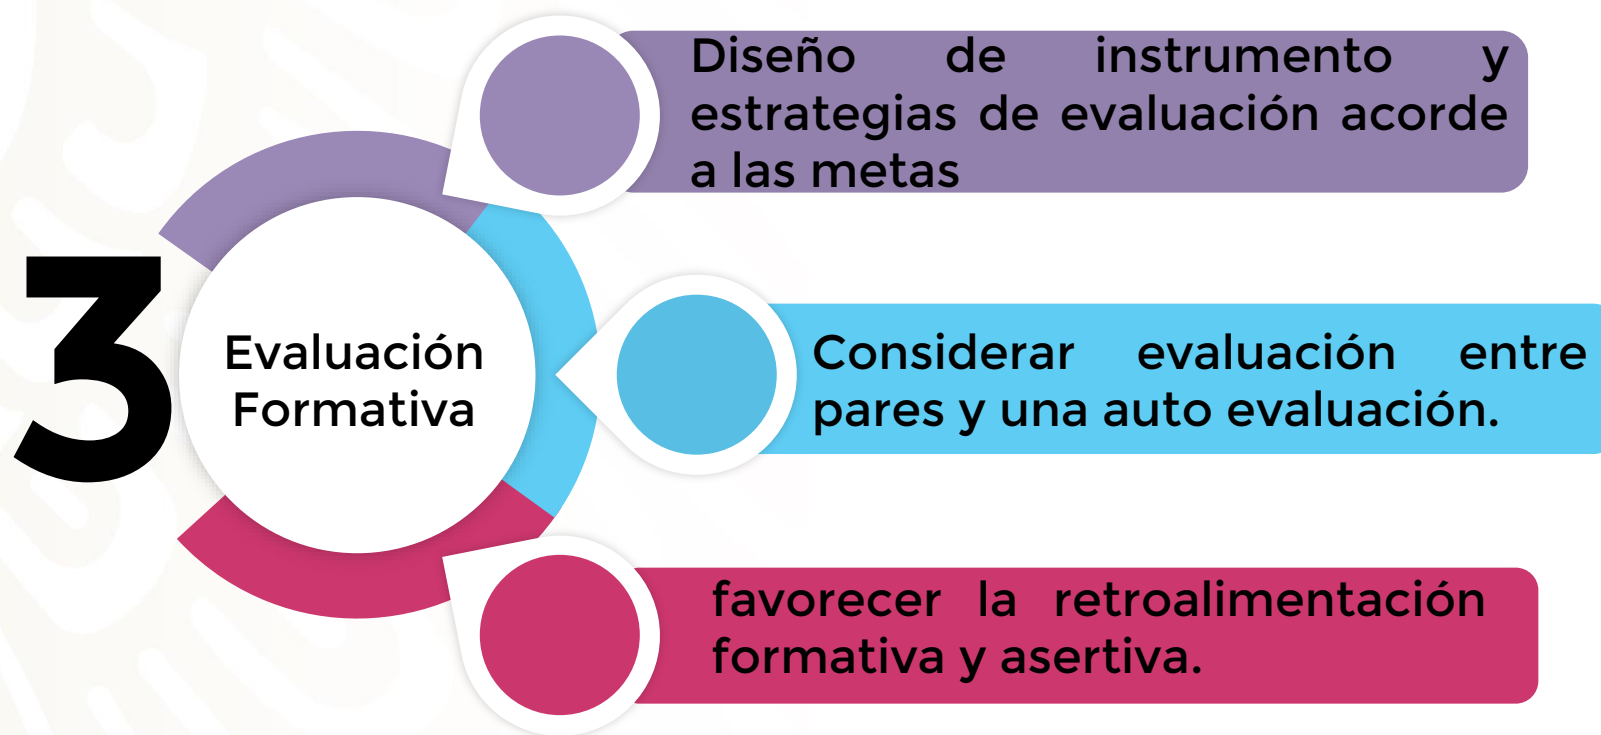 3
Evaluación
Formativa
Diseño de instrumento y
estrategias de evaluación acorde
a las metas
Considerar evaluación entre
pares y una auto evaluación.
favorecer la retroalimentación
formativa y asertiva.